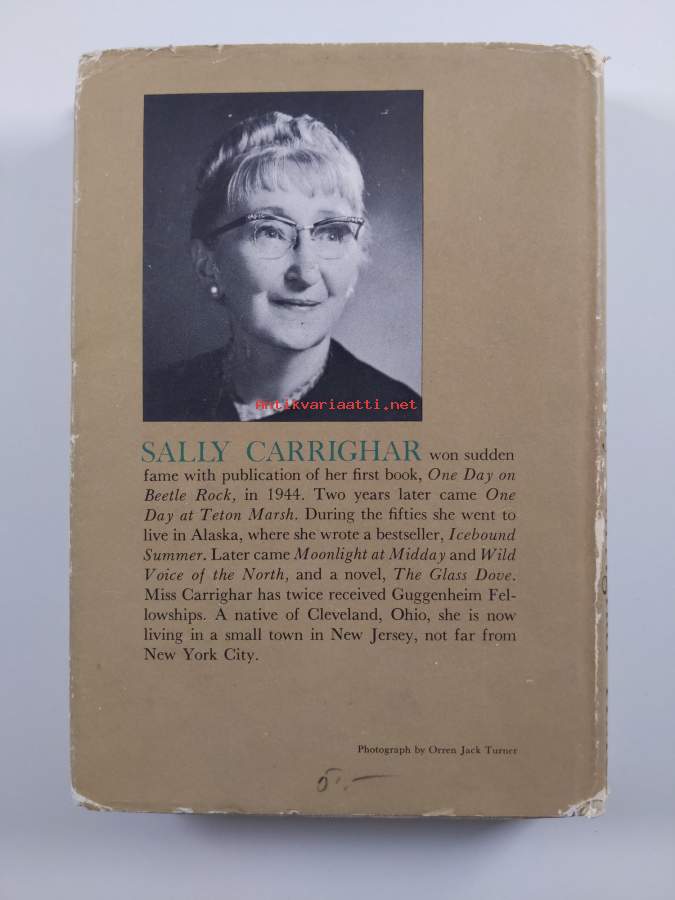 Antikvariaatti.net
SALLY CARRIGHAR won sudden
fame with publication of her first book, One Day on
Beetle Rock, in 1944. Two years later came One
Day at Teton Marsh. During the fifties she went to
live in Alaska, where she wrote a bestseller, Icebound
Summer. Later came Moonlight at Midday and Wild
Voice of the North, and a novel, The Glass Dove.
Miss Carrighar has twice received Guggenheim Fel-
lowships. A native of Cleveland, Ohio, she is now
living in a small town in New Jersey, not far from
New York City.
Photograph by Orren Jack Turner